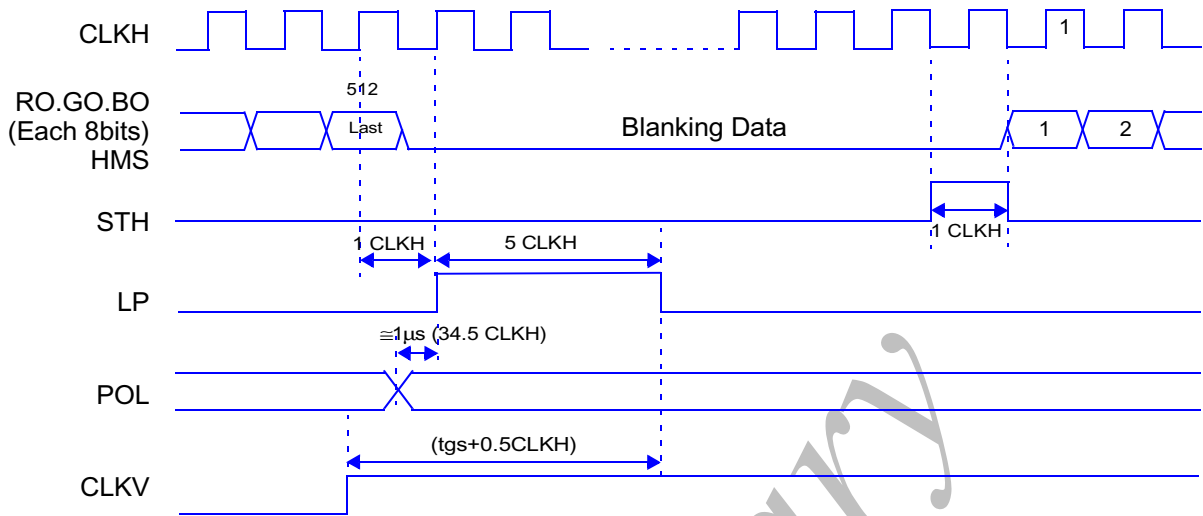 CLKH
1
RO.GO.BO
(Each 8bits)
HMS
512
Last
Blanking Data
1
2
STH
1 CLKH
1 CLKH
5 CLKH
LP
≅1μs (34.5 CLKH)
POL
(tgs+0.5CLKH)
CLKV